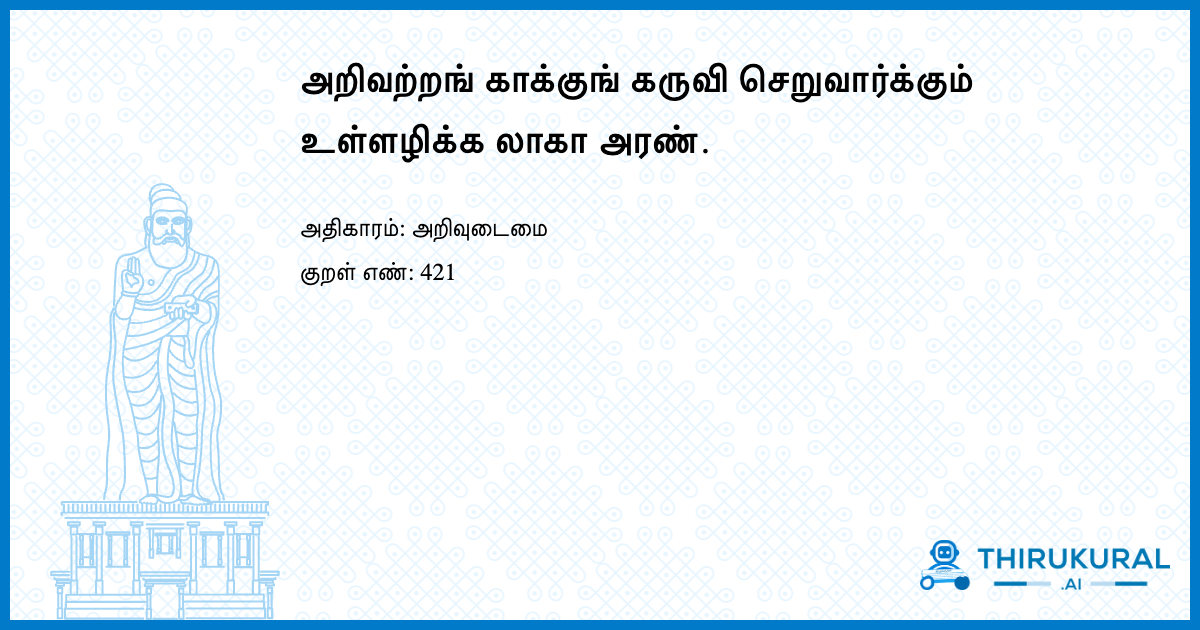 அறிவற்றங் காக்குங் கருவி செறுவார்க்கும்
உள்ளழிக்க லாகா அரண்.
அதிகாரம்: அறிவுடைமை
குறள் எண்: 421
THIRUKURAL
.AI